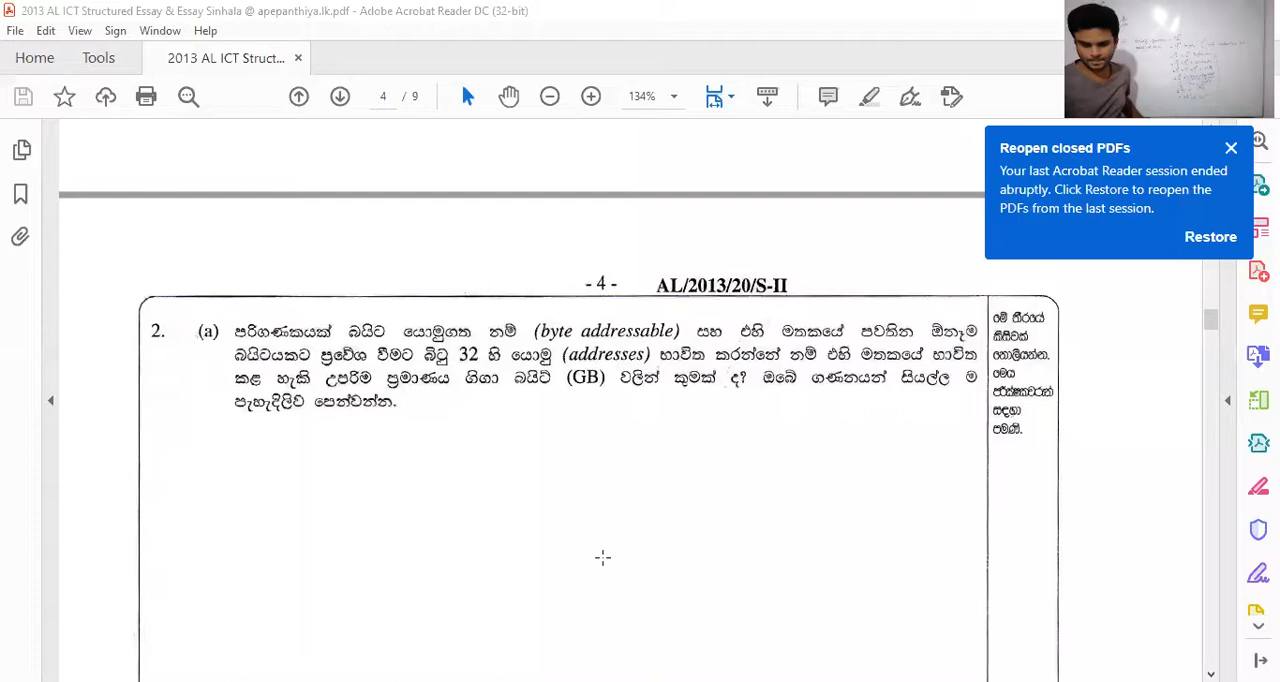 2013 AL ICT Structured Essay & Essay Sinhala @ apepanthiya.lk.pdf - Adobe Acrobat Reader DC (32-bit)
File Edit View Sign Window Help
Home Tools 2013 AL ICT Struct... ×
4 / 9 134%
Reopen closed PDFs
Your last Acrobat Reader session ended
abruptly. Click Restore to reopen the
PDFs from the last session.
Restore
- 4 - AL/2013/20/S-II
2. (a) පරිගණකයක් බයිට යොමුගත නම් (byte addressable) සහ එහි මතකයේ පවතින ඕනෑම
බයිටයකට ප්‍රවේශ වීමට බිටු 32 හි යොමු (addresses) භාවිත කරන්නේ නම් එහි මතකයේ භාවිත
කළ හැකි උපරිම ප්‍රමාණය ගිගා බයිට් (GB) වලින් කුමක් ද? ඔබේ ගණනයන් සියල්ල ම
පැහැදිලිව පෙන්වන්න.
මේ තීරයේ
කිසිවක්
නොලියන්න.
මෙය
පරීක්ෂකවරුන්
සඳහා
පමණි.